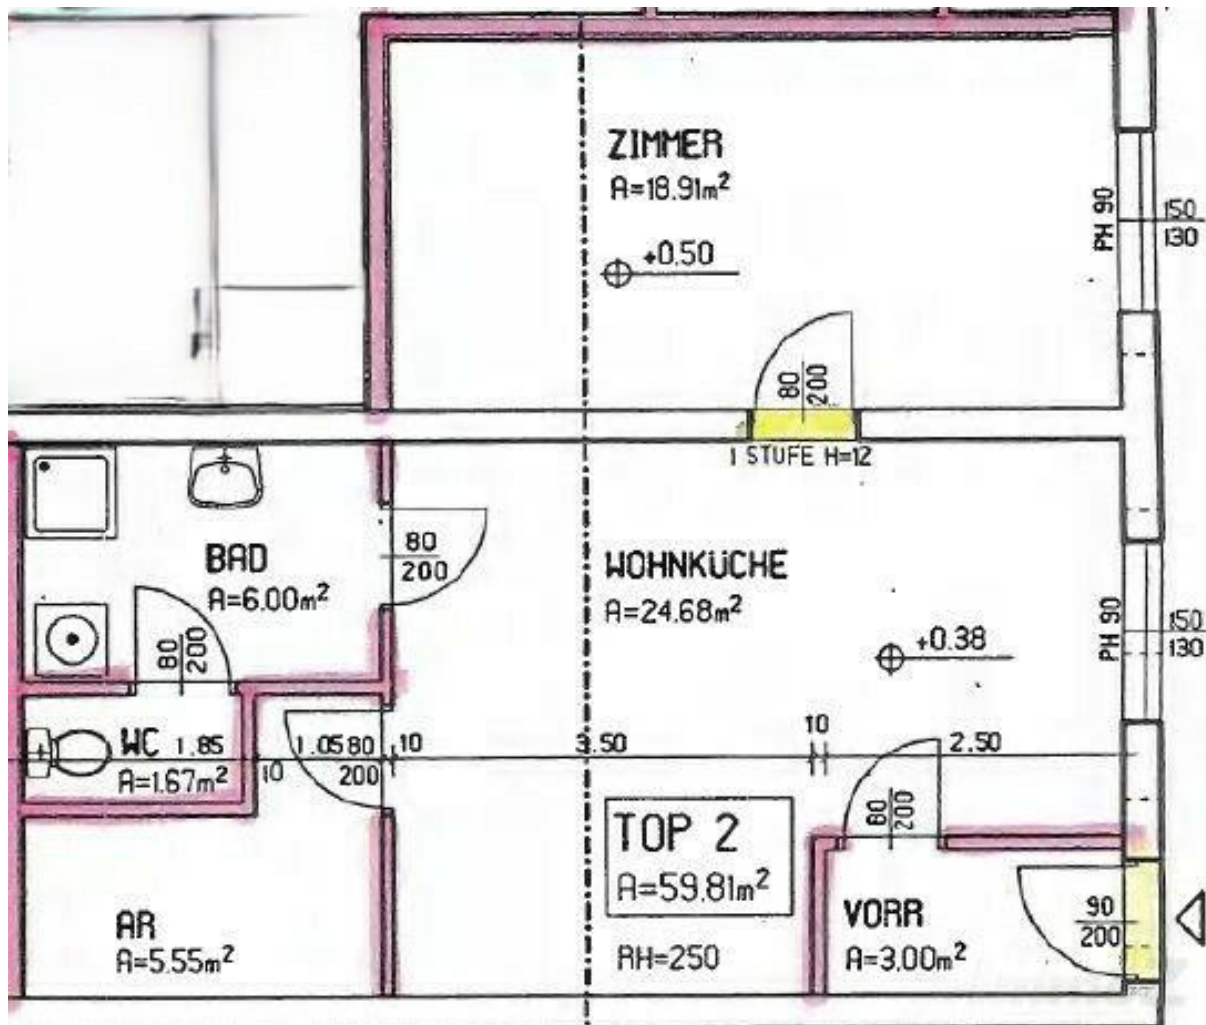 ZIMMER
A=18.91m²
+0.50
PH 90
150
130
80
200
1 STUFE H=12
BAD
A=6.00m²
80
200
80
200
WOHNKÜCHE
A=24.68m²
+0.38
PH 90
150
130
WC
A=1.67m²
1.85
10
1.05
80
200
10
3.50
10
2.50
80
200
TOP 2
A=59.81m²
RH=250
VORR
A=3.00m²
90
200
AR
A=5.55m²